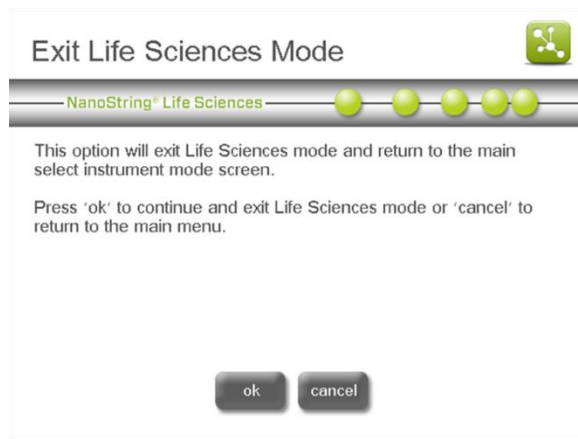 Exit Life Sciences Mode
NanoString® Life Sciences
This option will exit Life Sciences mode and return to the main
select instrument mode screen.
Press ‘ok’ to continue and exit Life Sciences mode or ‘cancel’ to
return to the main menu.
ok
cancel